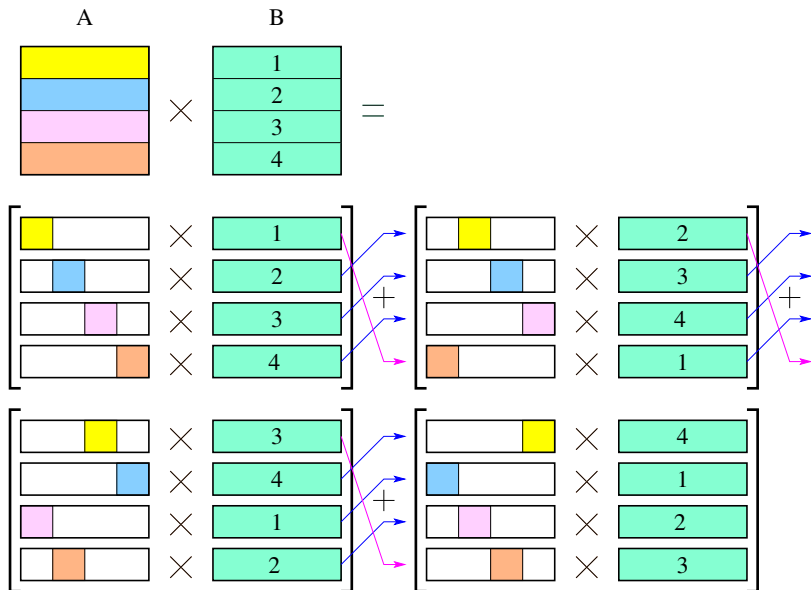 A B
1
× 2 =
3
4
× 1 × 2
× 2 × 3
+ +
× 3 × 4
× 4 × 1
× 3 × 4
× 4 × 1
+
× 1 × 2
× 2 × 3